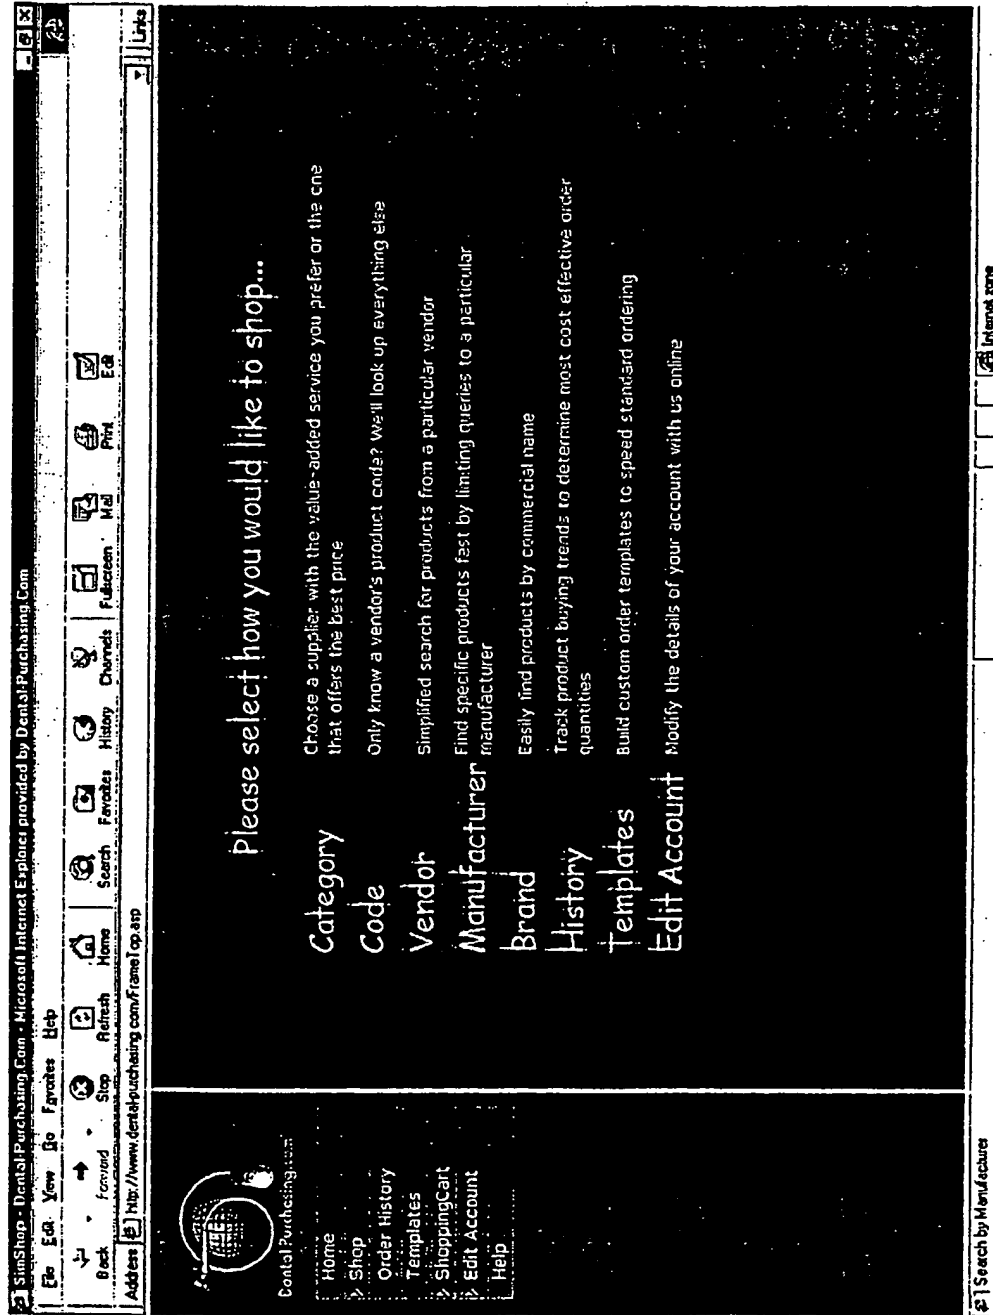 SimShop - Dental-Purchasing.Com - Microsoft Internet Explorer provided by Dental-Purchasing.Com
File Edit View Go Favorites Help
Back Forward Stop Refresh Home Search Favorites History Channels Fullscreen Mail Print Edit
Address http://www.dental-purchasing.com/FrameTop.asp Links
Dental Purchasing.com
Home
Shop
Order History
Templates
ShoppingCart
Edit Account
Help
Please select how you would like to shop...
Category Choose a supplier with the value-added service you prefer or the one
that offers the best price
Code Only know a vendor's product code? We'll look up everything else
Vendor Simplified search for products from a particular vendor
Manufacturer Find specific products fast by limiting queries to a particular
manufacturer
Brand Easily find products by commercial name
History Track product buying trends to determine most cost effective order
quantities
Templates Build custom order templates to speed standard ordering
Edit Account Modify the details of your account with us online
Search by Manufacturer Internet zone